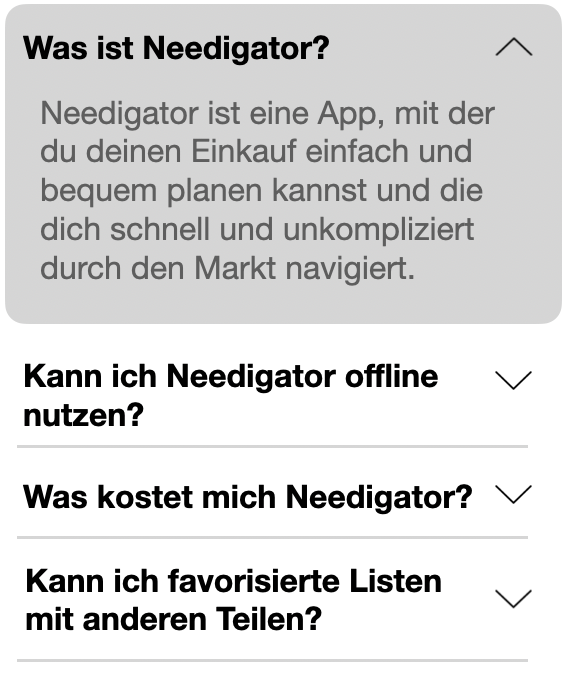 Was ist Needigator?
Needigator ist eine App, mit der
du deinen Einkauf einfach und
bequem planen kannst und die
dich schnell und unkompliziert
durch den Markt navigiert.
Kann ich Needigator offline
nutzen?
Was kostet mich Needigator?
Kann ich favorisierte Listen
mit anderen Teilen?